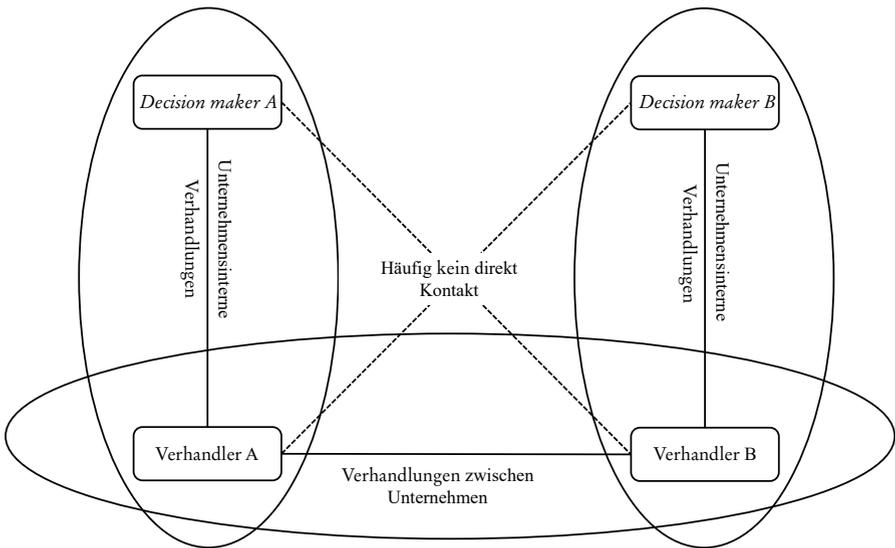 Decision maker A
Decision maker B
Unternehmensinterne
Verhandlungen
Unternehmensinterne
Verhandlungen
Häufig kein direkt
Kontakt
Verhandler A
Verhandler B
Verhandlungen zwischen
Unternehmen